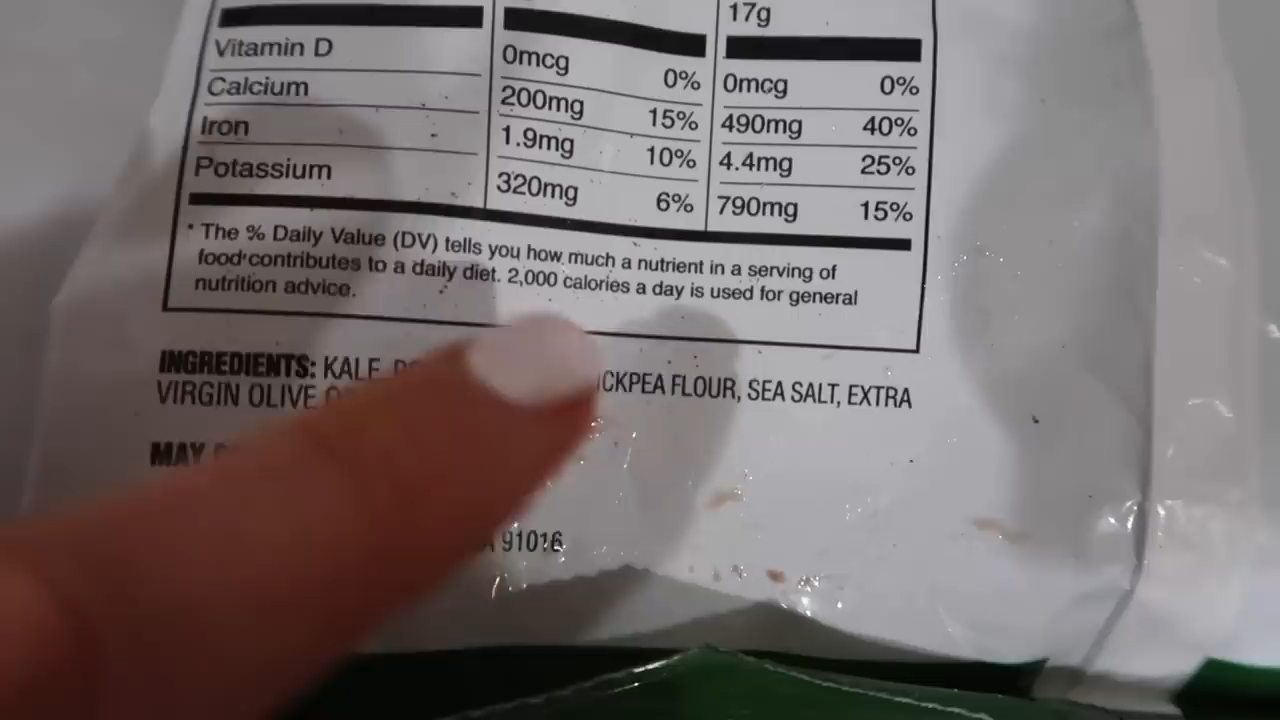 17g
Vitamin D 0mcg 0% 0mcg 0%
Calcium 200mg 15% 490mg 40%
Iron 1.9mg 10% 4.4mg 25%
Potassium 320mg 6% 790mg 15%
* The % Daily Value (DV) tells you how much a nutrient in a serving of
food contributes to a daily diet. 2,000 calories a day is used for general
nutrition advice.
INGREDIENTS: KALE, FLOUR, SEA SALT, EXTRA
VIRGIN OLIVE
MAY
91016